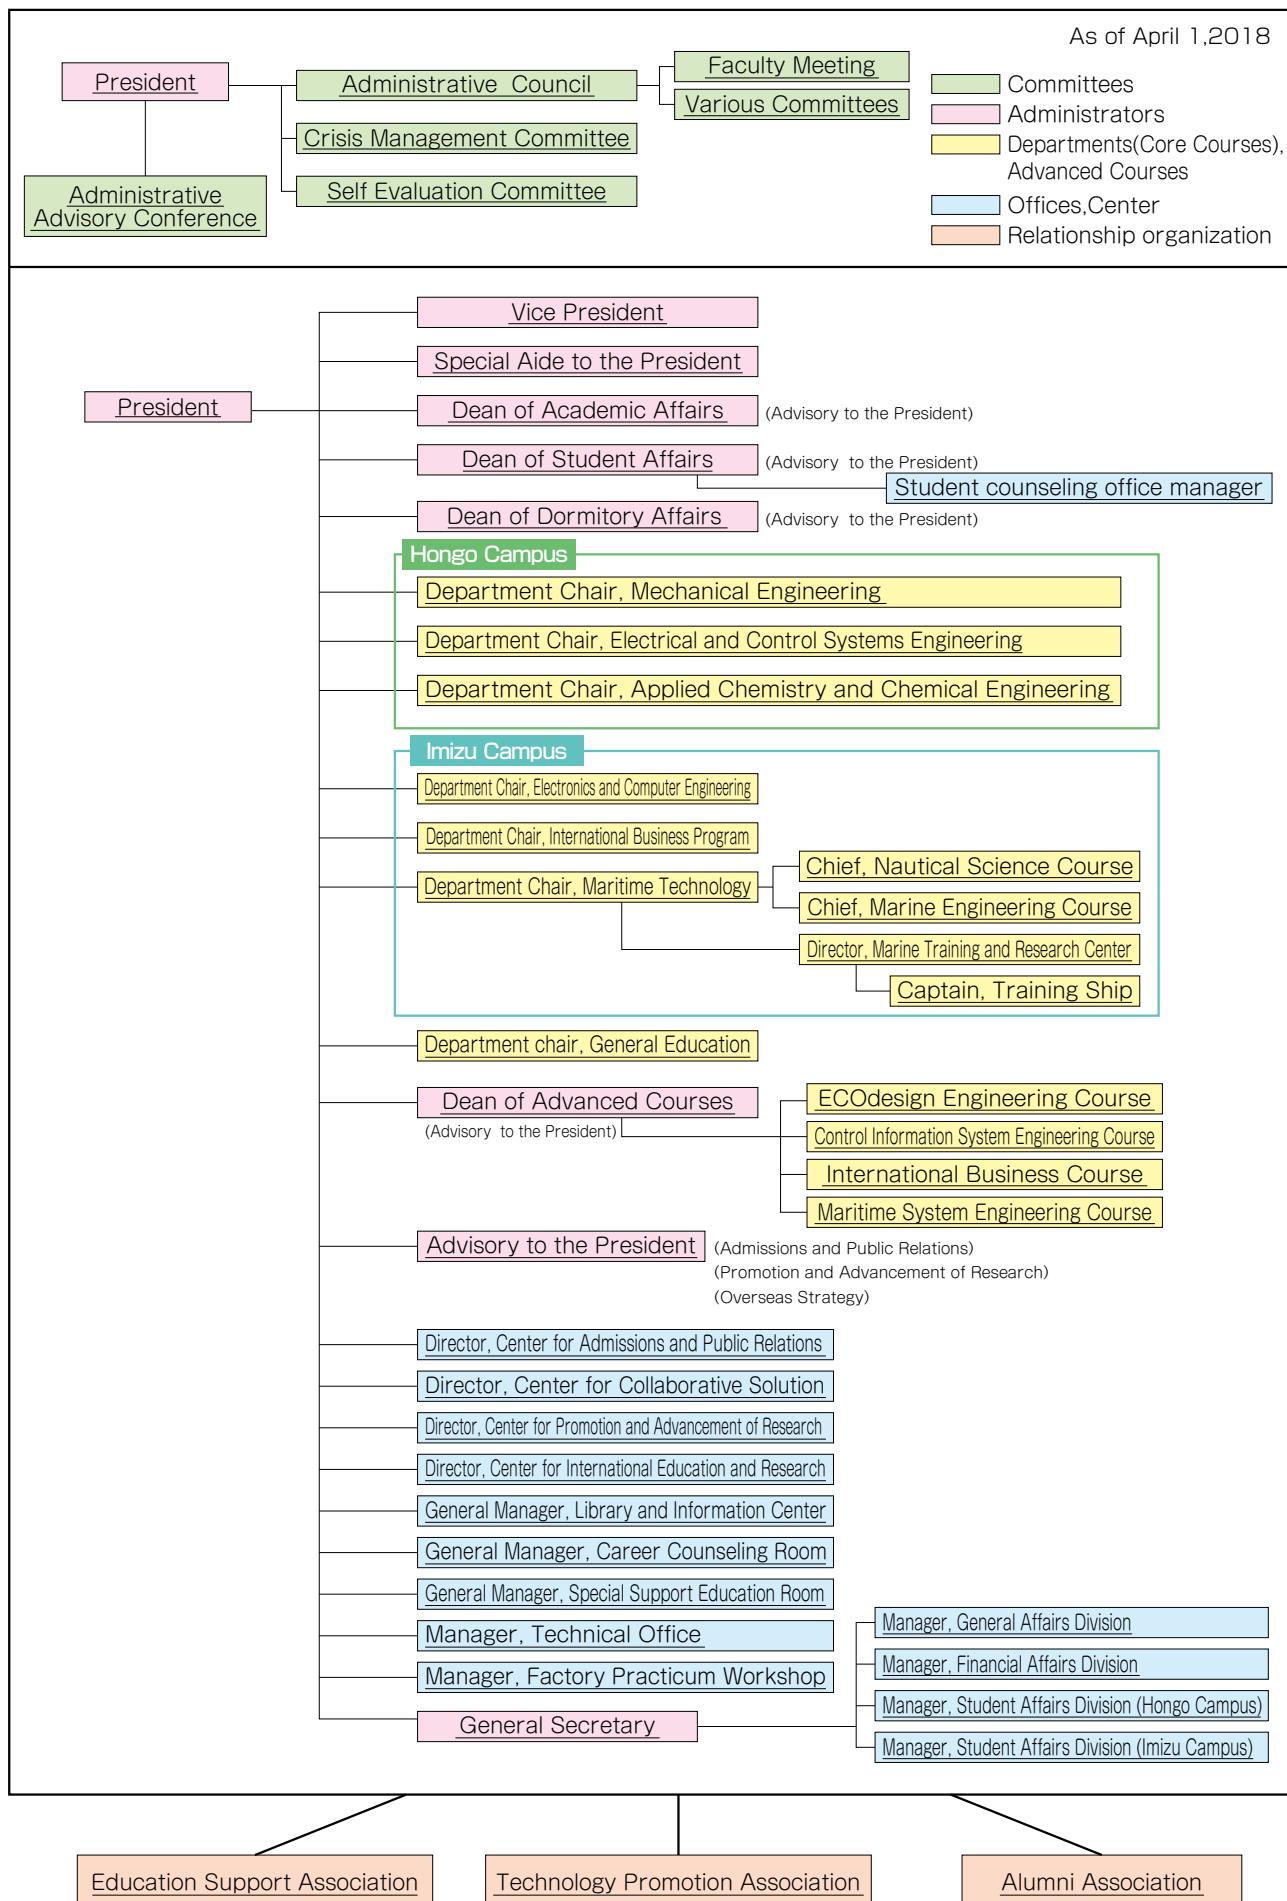 As of April 1,2018
President
Administrative Council
Faculty Meeting
Various Committees
Crisis Management Committee
Self Evaluation Committee
Administrative
Advisory Conference
Committees
Administrators
Departments(Core Courses),
Advanced Courses
Offices,Center
Relationship organization
President
Vice President
Special Aide to the President
Dean of Academic Affairs (Advisory to the President)
Dean of Student Affairs (Advisory to the President)
Student counseling office manager
Dean of Dormitory Affairs (Advisory to the President)
Hongo Campus
Department Chair, Mechanical Engineering
Department Chair, Electrical and Control Systems Engineering
Department Chair, Applied Chemistry and Chemical Engineering
Imizu Campus
Department Chair, Electronics and Computer Engineering
Department Chair, International Business Program
Department Chair, Maritime Technology
Chief, Nautical Science Course
Chief, Marine Engineering Course
Director, Marine Training and Research Center
Captain, Training Ship
Department chair, General Education
Dean of Advanced Courses
(Advisory to the President)
ECOdesign Engineering Course
Control Information System Engineering Course
International Business Course
Maritime System Engineering Course
Advisory to the President (Admissions and Public Relations)
(Promotion and Advancement of Research)
(Overseas Strategy)
Director, Center for Admissions and Public Relations
Director, Center for Collaborative Solution
Director, Center for Promotion and Advancement of Research
Director, Center for International Education and Research
General Manager, Library and Information Center
General Manager, Career Counseling Room
General Manager, Special Support Education Room
Manager, Technical Office
Manager, Factory Practicum Workshop
General Secretary
Manager, General Affairs Division
Manager, Financial Affairs Division
Manager, Student Affairs Division (Hongo Campus)
Manager, Student Affairs Division (Imizu Campus)
Education Support Association
Technology Promotion Association
Alumni Association